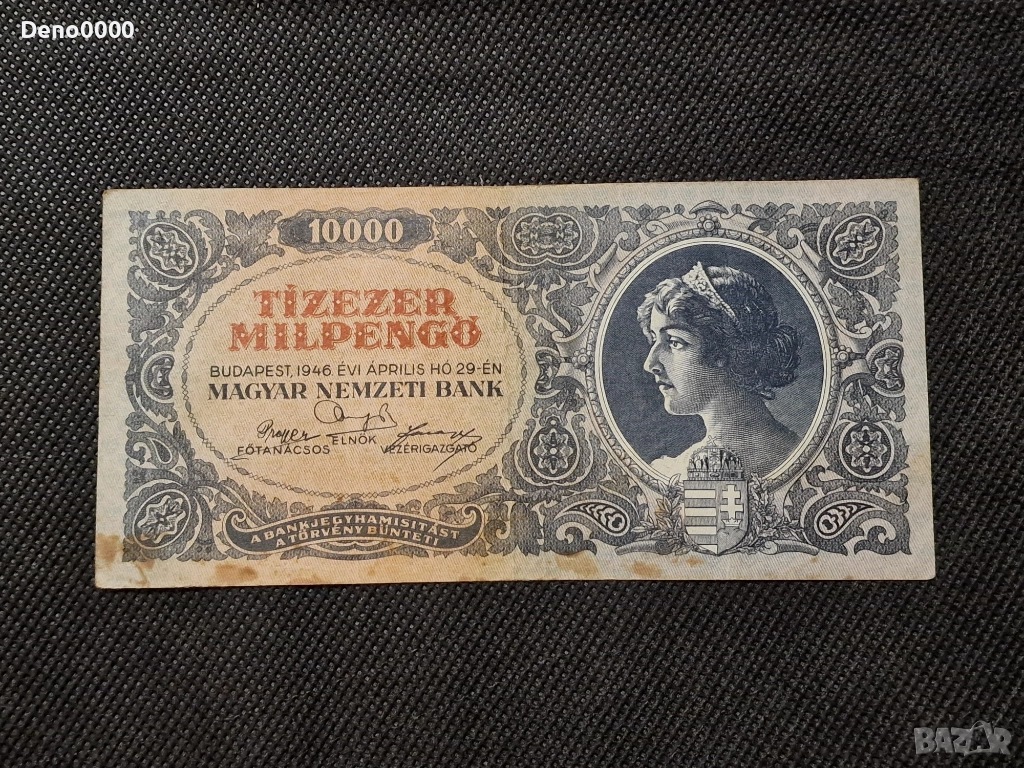 Deno0000
10000
TÍZEZER
MILPENGŐ
BUDAPEST, 1946. ÉVI ÁPRILIS HÓ 29-ÉN
MAGYAR NEMZETI BANK
ELNÖK
FŐTANÁCSOS
VEZÉRIGAZGATÓ
A BANKJEGYHAMISÍTÁST
A TÖRVÉNY BÜNTETI
BAZAR